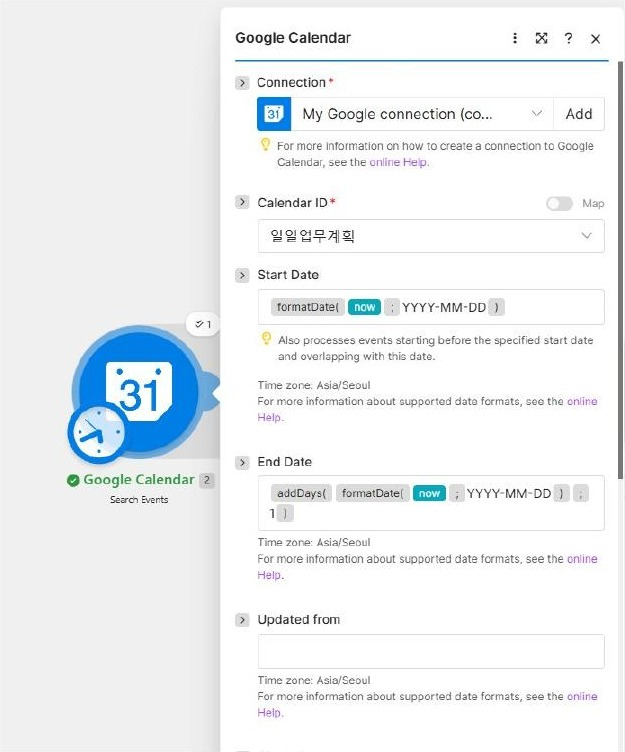 Google Calendar
Connection*
31 My Google connection (co... Add
For more information on how to create a connection to Google
Calendar, see the online Help.
Calendar ID* Map
일일업무계획
Start Date
formatDate( now ; YYYY-MM-DD )
Also processes events starting before the specified start date
and overlapping with this date.
Time zone: Asia/Seoul
For more information about supported date formats, see the online
Help.
End Date
addDays( formatDate( now ; YYYY-MM-DD ) ;
1 )
Time zone: Asia/Seoul
For more information about supported date formats, see the online
Help.
Updated from
Time zone: Asia/Seoul
For more information about supported date formats, see the online
Help.
1
31
Google Calendar 2
Search Events